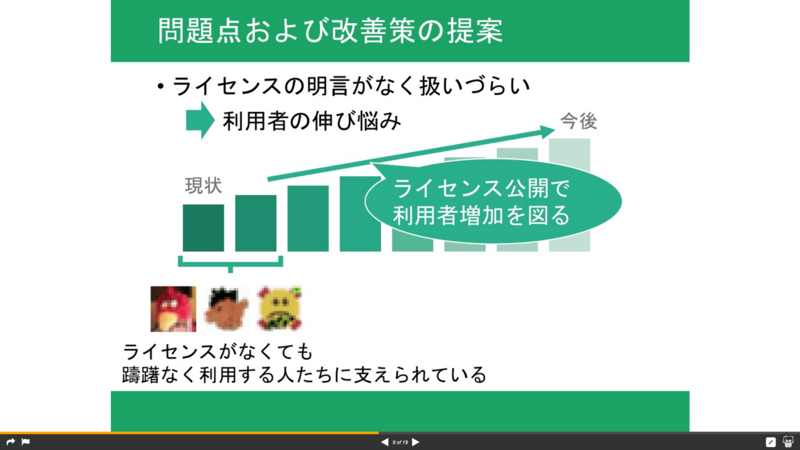 問題点および改善策の提案
• ライセンスの明言がなく扱いづらい
利用者の伸び悩み
今後
現状
ライセンス公開で
利用者増加を図る
ライセンスがなくても
躊躇なく利用する人たちに支えられている
9 of 19